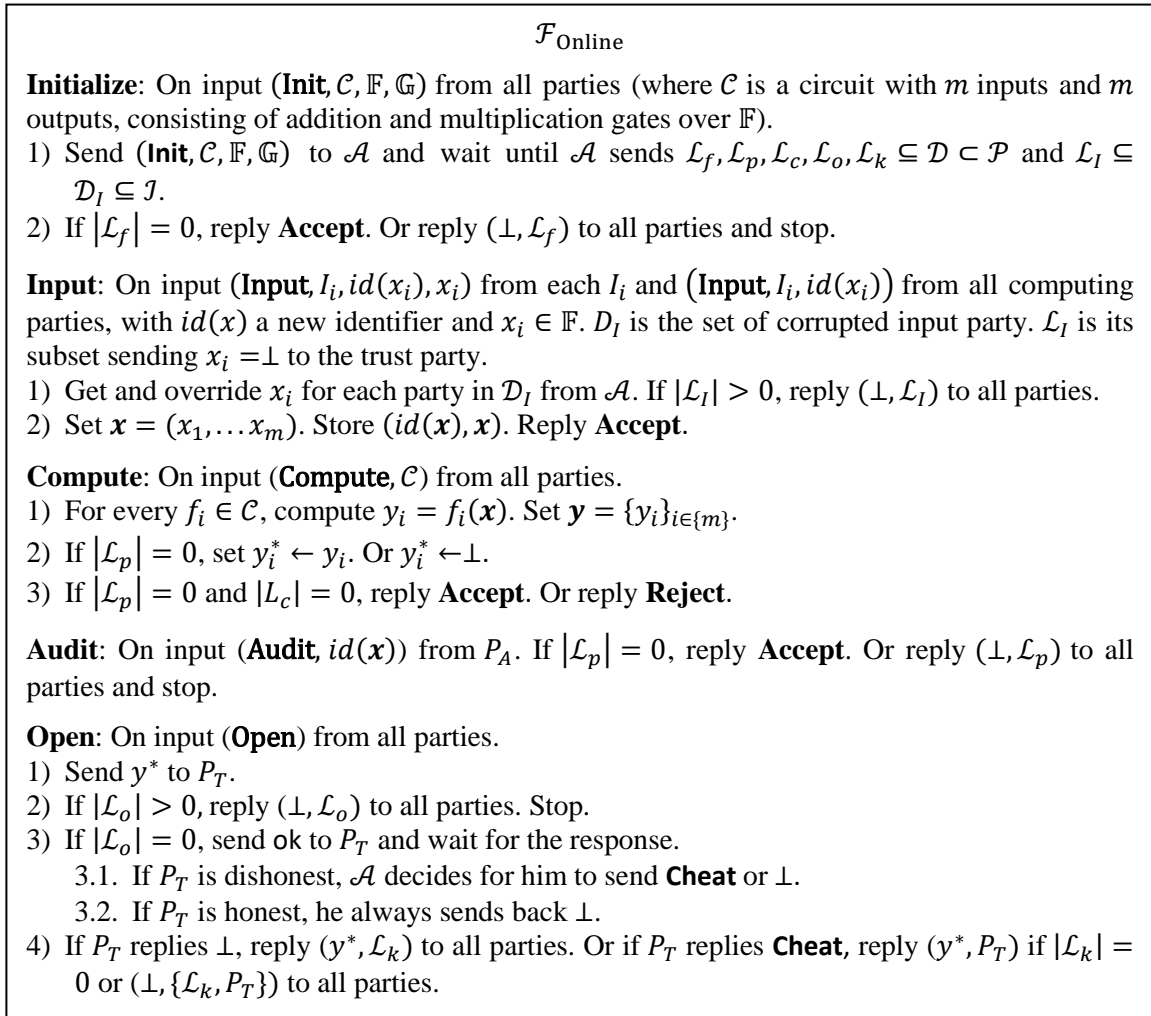 ℱ_Online
Initialize: On input (Init, 𝒞, 𝔽, 𝔾) from all parties (where 𝒞 is a circuit with m inputs and m
outputs, consisting of addition and multiplication gates over 𝔽).
1) Send (Init, 𝒞, 𝔽, 𝔾) to 𝒜 and wait until 𝒜 sends ℒ_f, ℒ_p, ℒ_c, ℒ_o, ℒ_k ⊆ 𝒟 ⊂ 𝒫 and ℒ_I ⊆
𝒟_I ⊆ ℐ.
2) If |ℒ_f| = 0, reply Accept. Or reply (⊥, ℒ_f) to all parties and stop.
Input: On input (Input, I_i, id(x_i), x_i) from each I_i and (Input, I_i, id(x_i)) from all computing
parties, with id(x) a new identifier and x_i ∈ 𝔽. D_I is the set of corrupted input party. ℒ_I is its
subset sending x_i =⊥ to the trust party.
1) Get and override x_i for each party in 𝒟_I from 𝒜. If |ℒ_I| > 0, reply (⊥, ℒ_I) to all parties.
2) Set 𝒙 = (x_1, … x_m). Store (id(𝒙), 𝒙). Reply Accept.
Compute: On input (Compute, 𝒞) from all parties.
1) For every f_i ∈ 𝒞, compute y_i = f_i(𝒙). Set 𝒚 = {y_i}_{i∈{m}}.
2) If |ℒ_p| = 0, set y_i^* ← y_i. Or y_i^* ←⊥.
3) If |ℒ_p| = 0 and |L_c| = 0, reply Accept. Or reply Reject.
Audit: On input (Audit, id(𝒙)) from P_A. If |ℒ_p| = 0, reply Accept. Or reply (⊥, ℒ_p) to all
parties and stop.
Open: On input (Open) from all parties.
1) Send y^* to P_T.
2) If |ℒ_o| > 0, reply (⊥, ℒ_o) to all parties. Stop.
3) If |ℒ_o| = 0, send ok to P_T and wait for the response.
3.1. If P_T is dishonest, 𝒜 decides for him to send Cheat or ⊥.
3.2. If P_T is honest, he always sends back ⊥.
4) If P_T replies ⊥, reply (y^*, ℒ_k) to all parties. Or if P_T replies Cheat, reply (y^*, P_T) if |ℒ_k| =
0 or (⊥, {ℒ_k, P_T}) to all parties.